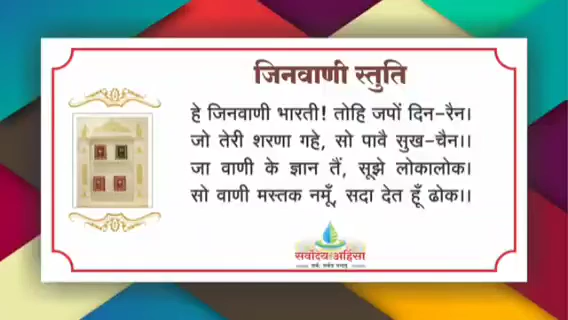 जिनवाणी स्तुति
हे जिनवाणी भारती! तोहि जपों दिन-रैन।
जो तेरी शरणा गहे, सो पावै सुख-चैन।।
जा वाणी के ज्ञान तैं, सूझे लोकालोक।
सो वाणी मस्तक नमूँ, सदा देत हूँ ढोक।।
सर्वोदय अहिंसा